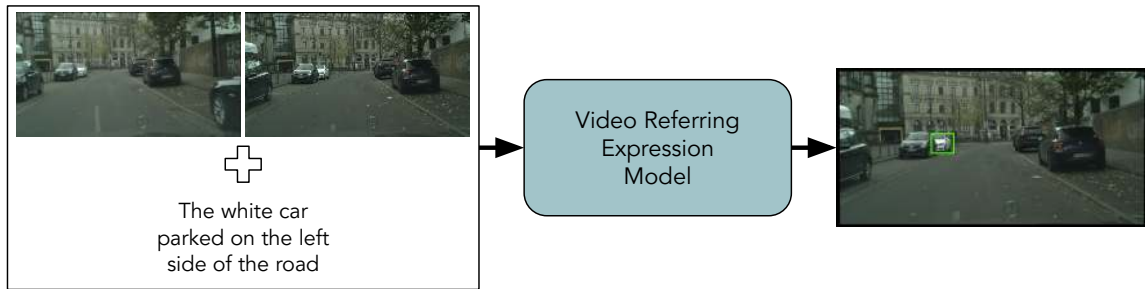 The white car
parked on the left
side of the road
Video Referring
Expression
Model